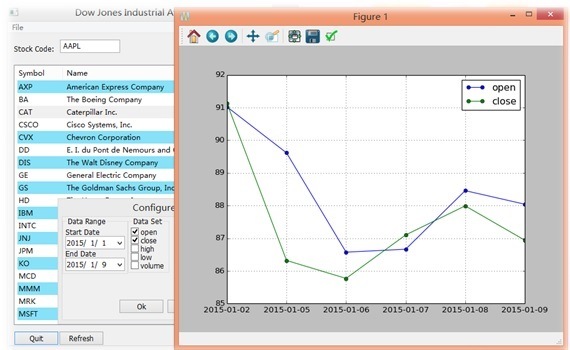 Dow Jones Industrial A
File
Stock Code: AAPL
Symbol Name
AXP American Express Company
BA The Boeing Company
CAT Caterpillar Inc.
CSCO Cisco Systems, Inc.
CVX Chevron Corporation
DD E. I. du Pont de Nemours and
DIS The Walt Disney Company
GE General Electric Company
GS The Goldman Sachs Group, Inc
HD
IBM
INTC
JNJ
JPM
KO
MCD
MMM
MRK
MSFT
Quit Refresh
Configure
Data Range
Start Date
2015/ 1/ 1
End Date
2015/ 1/ 9
Data Set
open
close
high
low
volume
Ok
Figure 1
open
close
92
91
90
89
88
87
86
85
2015-01-02 2015-01-05 2015-01-06 2015-01-07 2015-01-08 2015-01-09